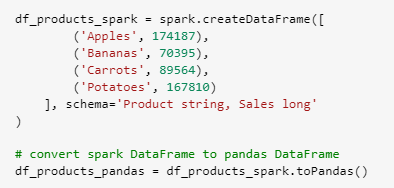 df_products_spark = spark.createDataFrame([
        ('Apples', 174187),
        ('Bananas', 70395),
        ('Carrots', 89564),
        ('Potatoes', 167810)
    ], schema='Product string, Sales long'
)

# convert spark DataFrame to pandas DataFrame
df_products_pandas = df_products_spark.toPandas()